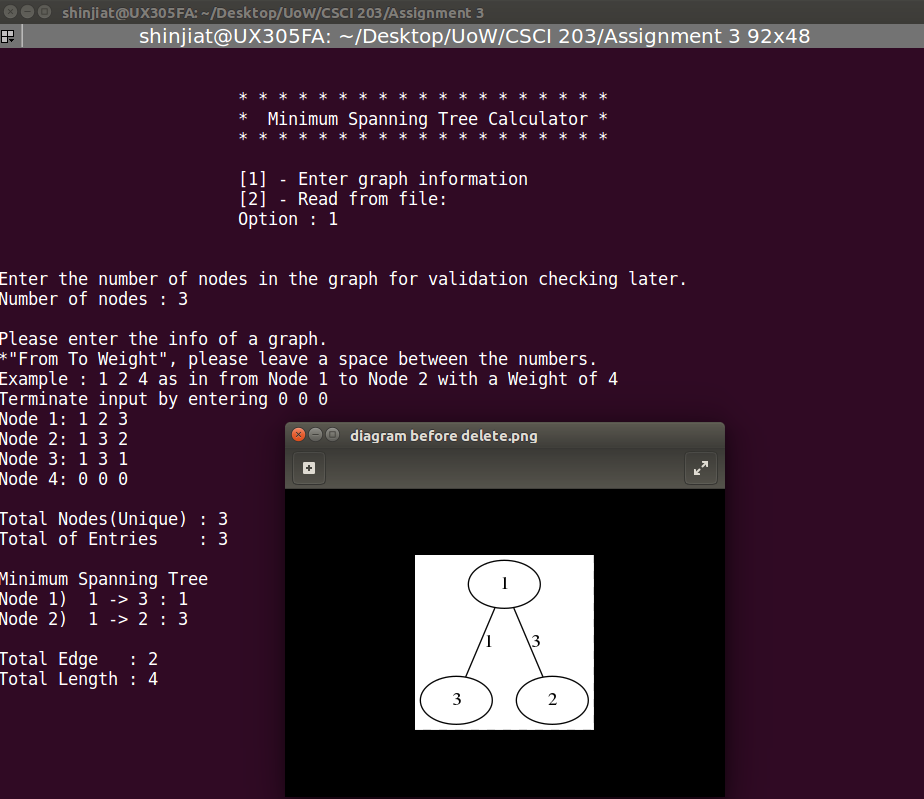 shinjiat@UX305FA: ~/Desktop/UoW/CSCI 203/Assignment 3
shinjiat@UX305FA: ~/Desktop/UoW/CSCI 203/Assignment 3 92x48
* * * * * * * * * * * * * * * * * * *
* Minimum Spanning Tree Calculator *
* * * * * * * * * * * * * * * * * * *
[1] - Enter graph information
[2] - Read from file:
Option : 1
Enter the number of nodes in the graph for validation checking later.
Number of nodes : 3
Please enter the info of a graph.
*"From To Weight", please leave a space between the numbers.
Example : 1 2 4 as in from Node 1 to Node 2 with a Weight of 4
Terminate input by entering 0 0 0
Node 1: 1 2 3
Node 2: 1 3 2
Node 3: 1 3 1
Node 4: 0 0 0
Total Nodes(Unique) : 3
Total of Entries    : 3
Minimum Spanning Tree
Node 1)  1 -> 3 : 1
Node 2)  1 -> 2 : 3
Total Edge   : 2
Total Length : 4
diagram before delete.png
1
1 3
3 2